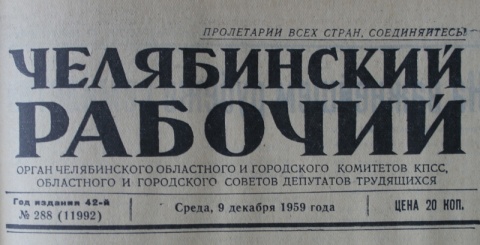 ПРОЛЕТАРИИ ВСЕХ СТРАН, СОЕДИНЯЙТЕСЬ!
ЧЕЛЯБИНСКИЙ
РАБОЧИЙ
ОРГАН ЧЕЛЯБИНСКОГО ОБЛАСТНОГО И ГОРОДСКОГО КОМИТЕТОВ КПСС,
ОБЛАСТНОГО И ГОРОДСКОГО СОВЕТОВ ДЕПУТАТОВ ТРУДЯЩИХСЯ
Год издания 42-й
№ 288 (11992)
Среда, 9 декабря 1959 года
ЦЕНА 20 КОП.